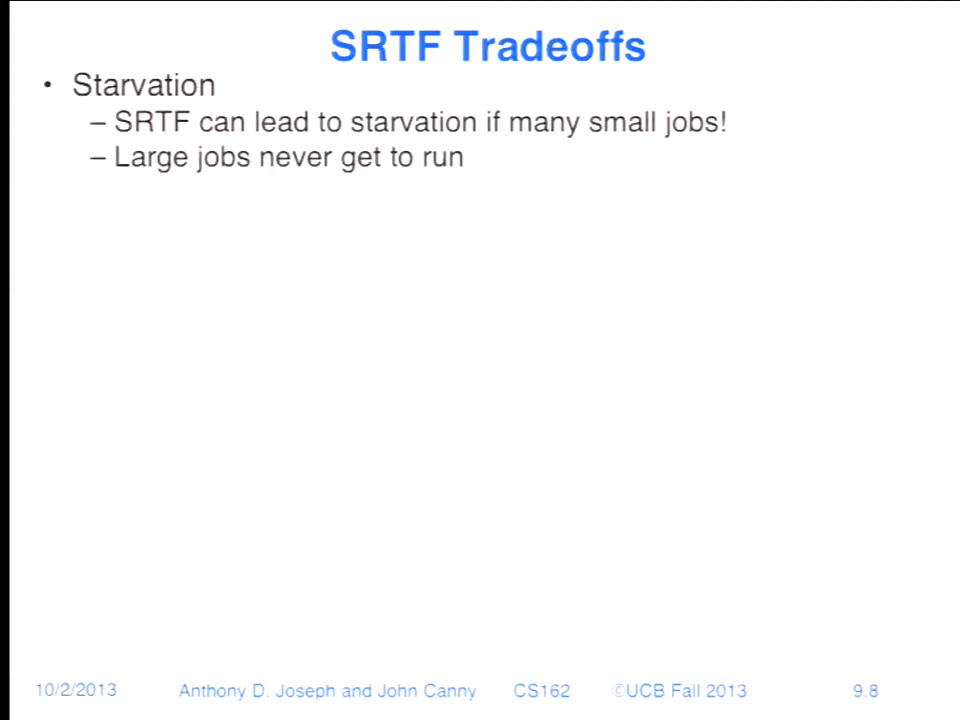 SRTF Tradeoffs
• Starvation
– SRTF can lead to starvation if many small jobs!
– Large jobs never get to run
10/2/2013 Anthony D. Joseph and John Canny CS162 ©UCB Fall 2013 9.8